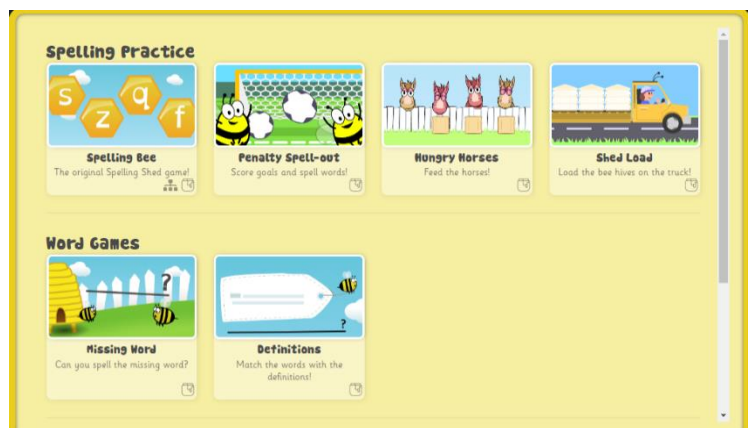 Spelling Practice
s z q f
Spelling Bee
The original Spelling Shed game!
Penalty Spell-out
Score goals and spell words!
Hungry Horses
Feed the horses!
Shed Load
Load the bee hives on the truck!
Word Games
?
Missing Word
Can you spell the missing word?
?
Definitions
Match the words with the
definitions!